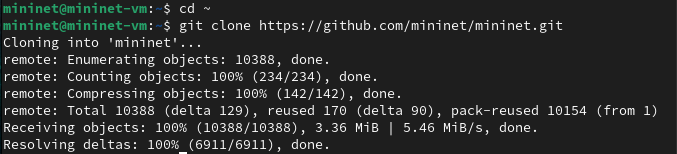 mininet@mininet-vm:~$ cd ~
mininet@mininet-vm:~$ git clone https://github.com/mininet/mininet.git
Cloning into 'mininet'...
remote: Enumerating objects: 10388, done.
remote: Counting objects: 100% (234/234), done.
remote: Compressing objects: 100% (142/142), done.
remote: Total 10388 (delta 129), reused 170 (delta 90), pack-reused 10154 (from 1)
Receiving objects: 100% (10388/10388), 3.36 MiB | 5.46 MiB/s, done.
Resolving deltas: 100% (6911/6911), done.